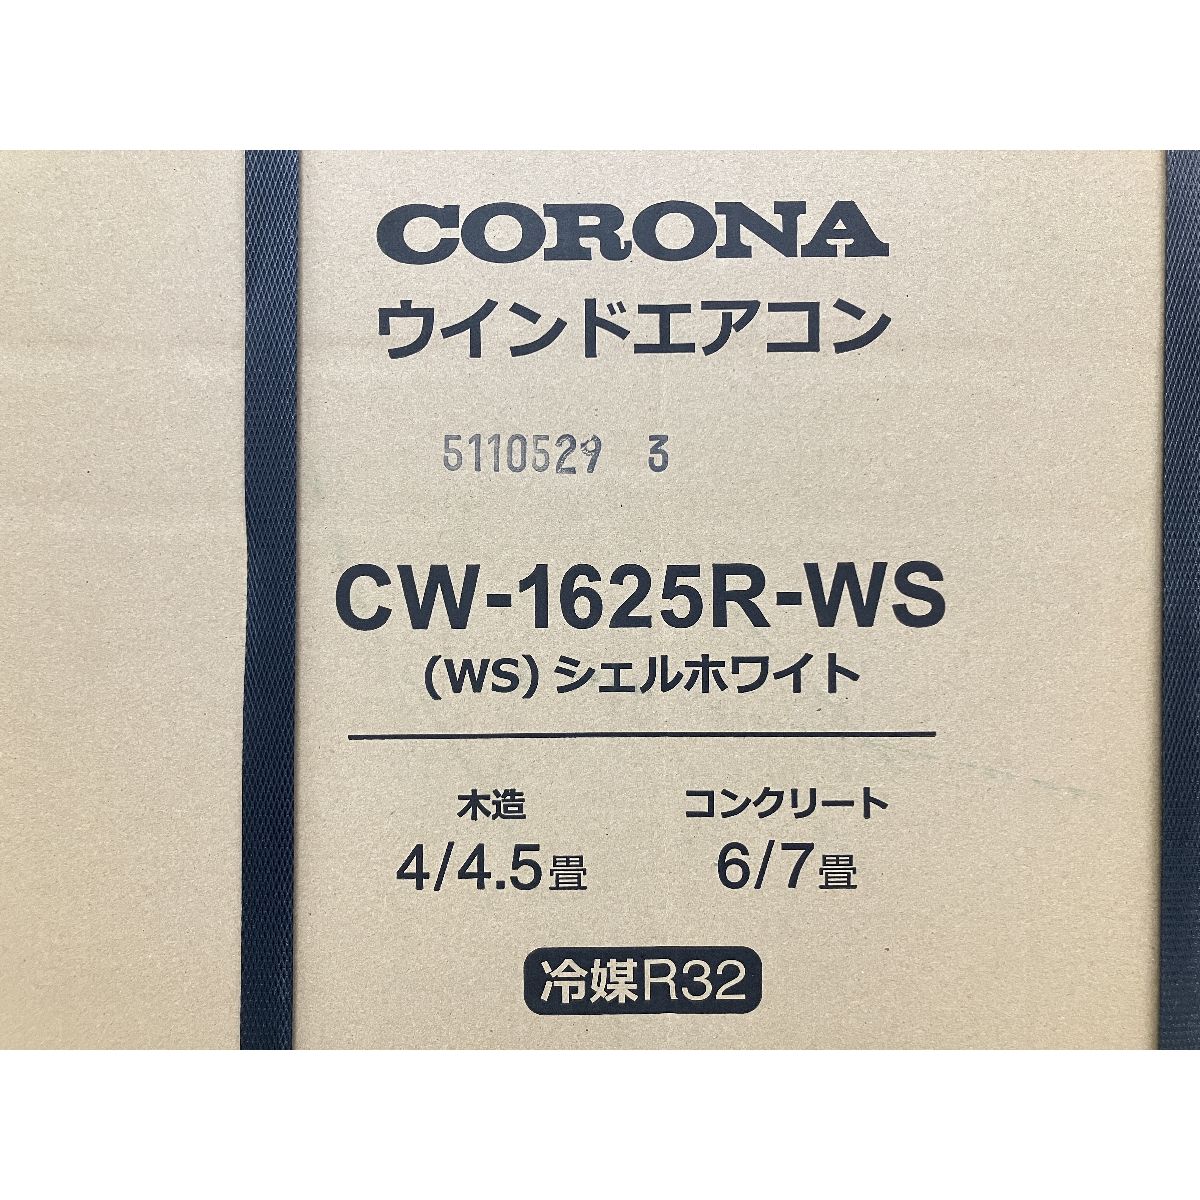 CORONA
ウインドエアコン
5110529 3
CW-1625R-WS
(WS) シェルホワイト
木造 コンクリート
4/4.5畳 6/7畳
冷媒R32